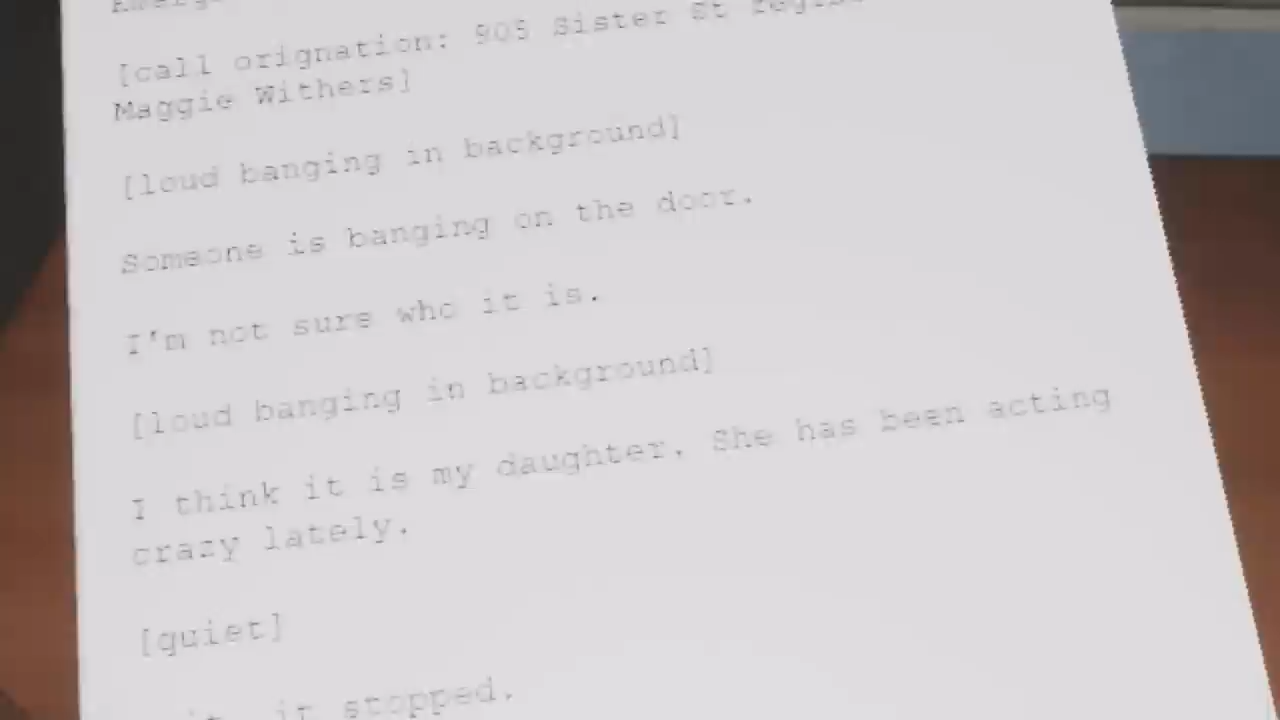 [call orignation: 905 Sister St
Maggie Withers]
[loud banging in background]
Someone is banging on the door.
I'm not sure who it is.
[loud banging in background]
I think it is my daughter. She has been acting
crazy lately.
[quiet]
it stopped.